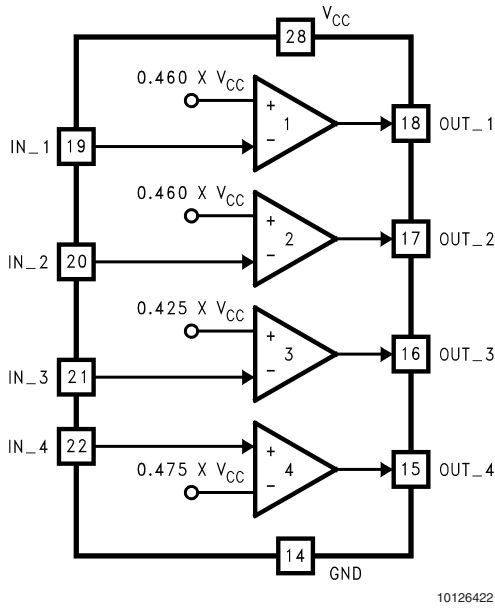 28 V_CC
0.460 X V_CC
+
1
−
IN_1 19
18 OUT_1
0.460 X V_CC
+
2
−
IN_2 20
17 OUT_2
0.425 X V_CC
+
3
−
IN_3 21
16 OUT_3
IN_4 22
+
4
−
0.475 X V_CC
15 OUT_4
14 GND
10126422